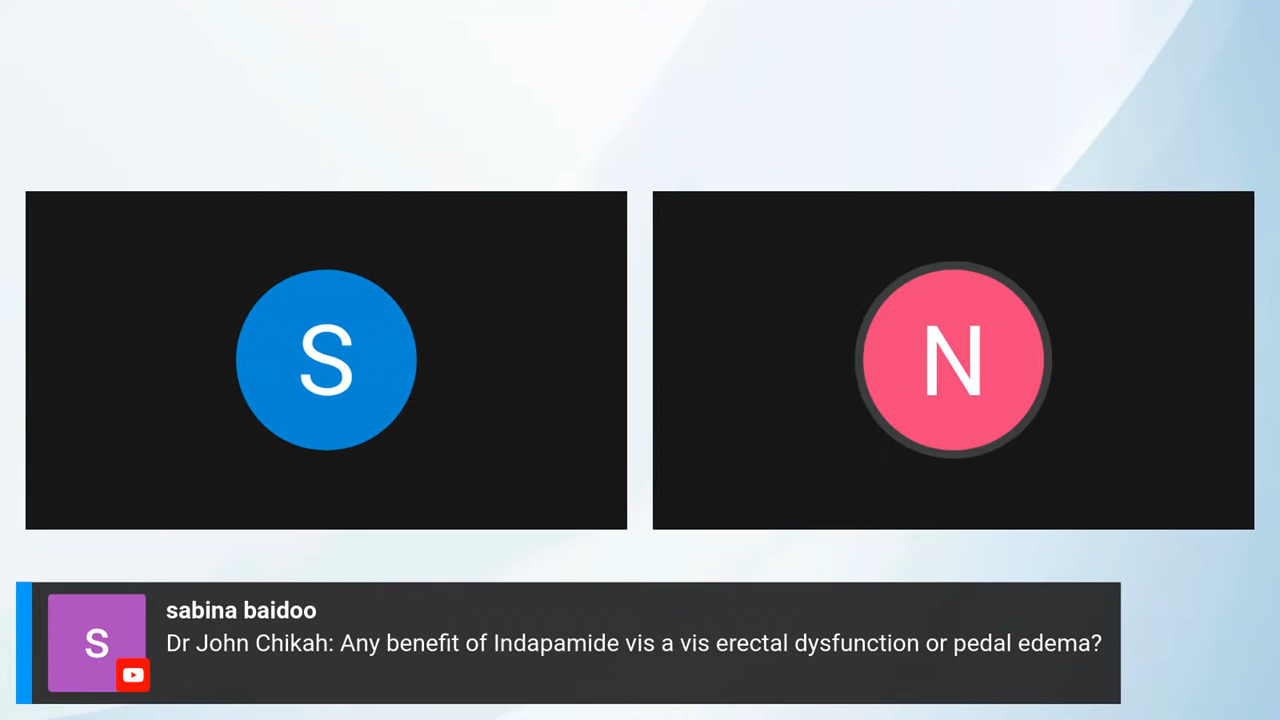 S
N
S
sabina baidoo
Dr John Chikah: Any benefit of Indapamide vis a vis erectal dysfunction or pedal edema?